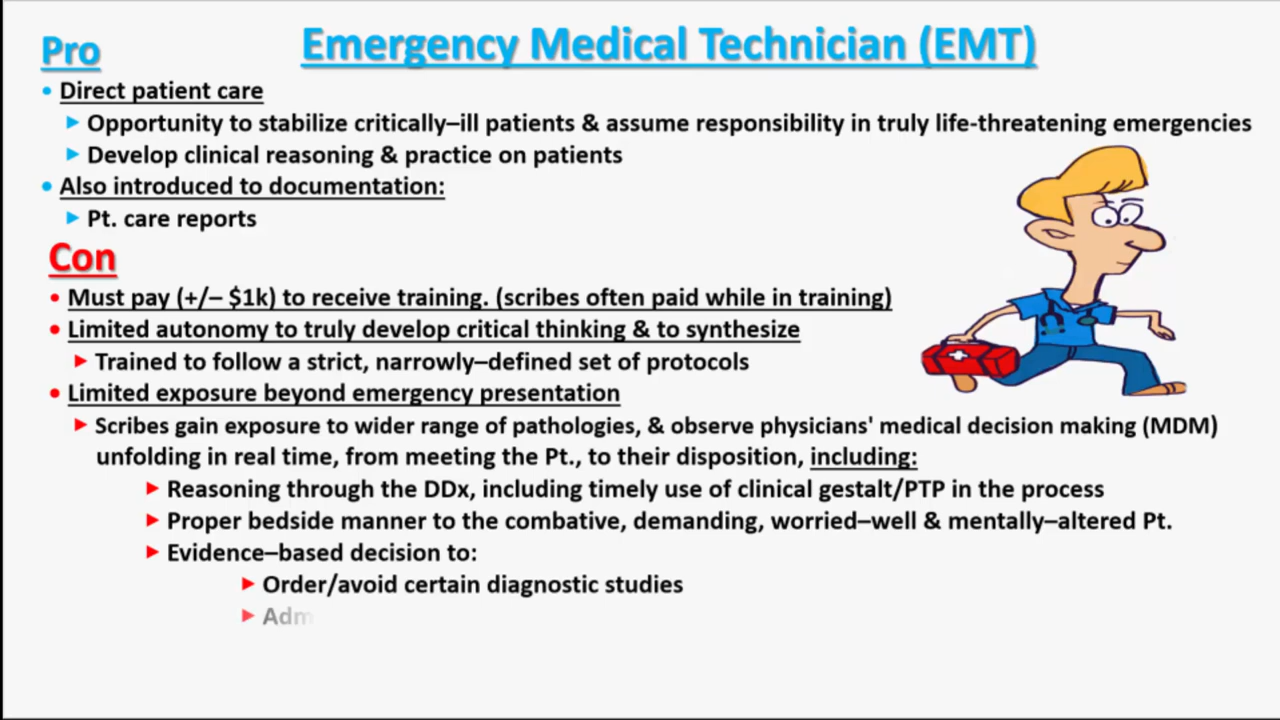 Pro
Emergency Medical Technician (EMT)
• Direct patient care
► Opportunity to stabilize critically–ill patients & assume responsibility in truly life-threatening emergencies
► Develop clinical reasoning & practice on patients
• Also introduced to documentation:
► Pt. care reports
Con
• Must pay (+/– $1k) to receive training. (scribes often paid while in training)
• Limited autonomy to truly develop critical thinking & to synthesize
► Trained to follow a strict, narrowly–defined set of protocols
• Limited exposure beyond emergency presentation
► Scribes gain exposure to wider range of pathologies, & observe physicians' medical decision making (MDM)
unfolding in real time, from meeting the Pt., to their disposition, including:
► Reasoning through the DDx, including timely use of clinical gestalt/PTP in the process
► Proper bedside manner to the combative, demanding, worried–well & mentally–altered Pt.
► Evidence–based decision to:
► Order/avoid certain diagnostic studies
► Adm